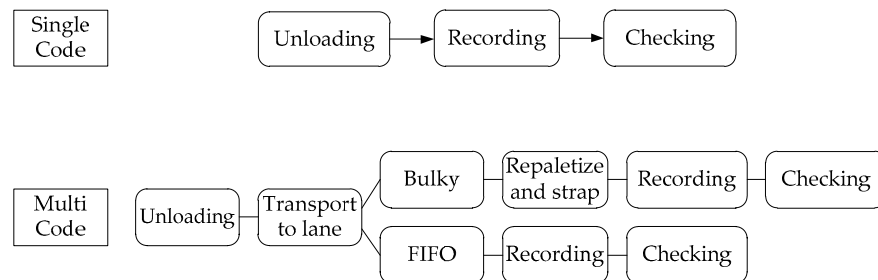 Single
Code
Unloading
Recording
Checking
Multi
Code
Unloading
Transport
to lane
Bulky
Repaletize
and strap
Recording
Checking
FIFO
Recording
Checking